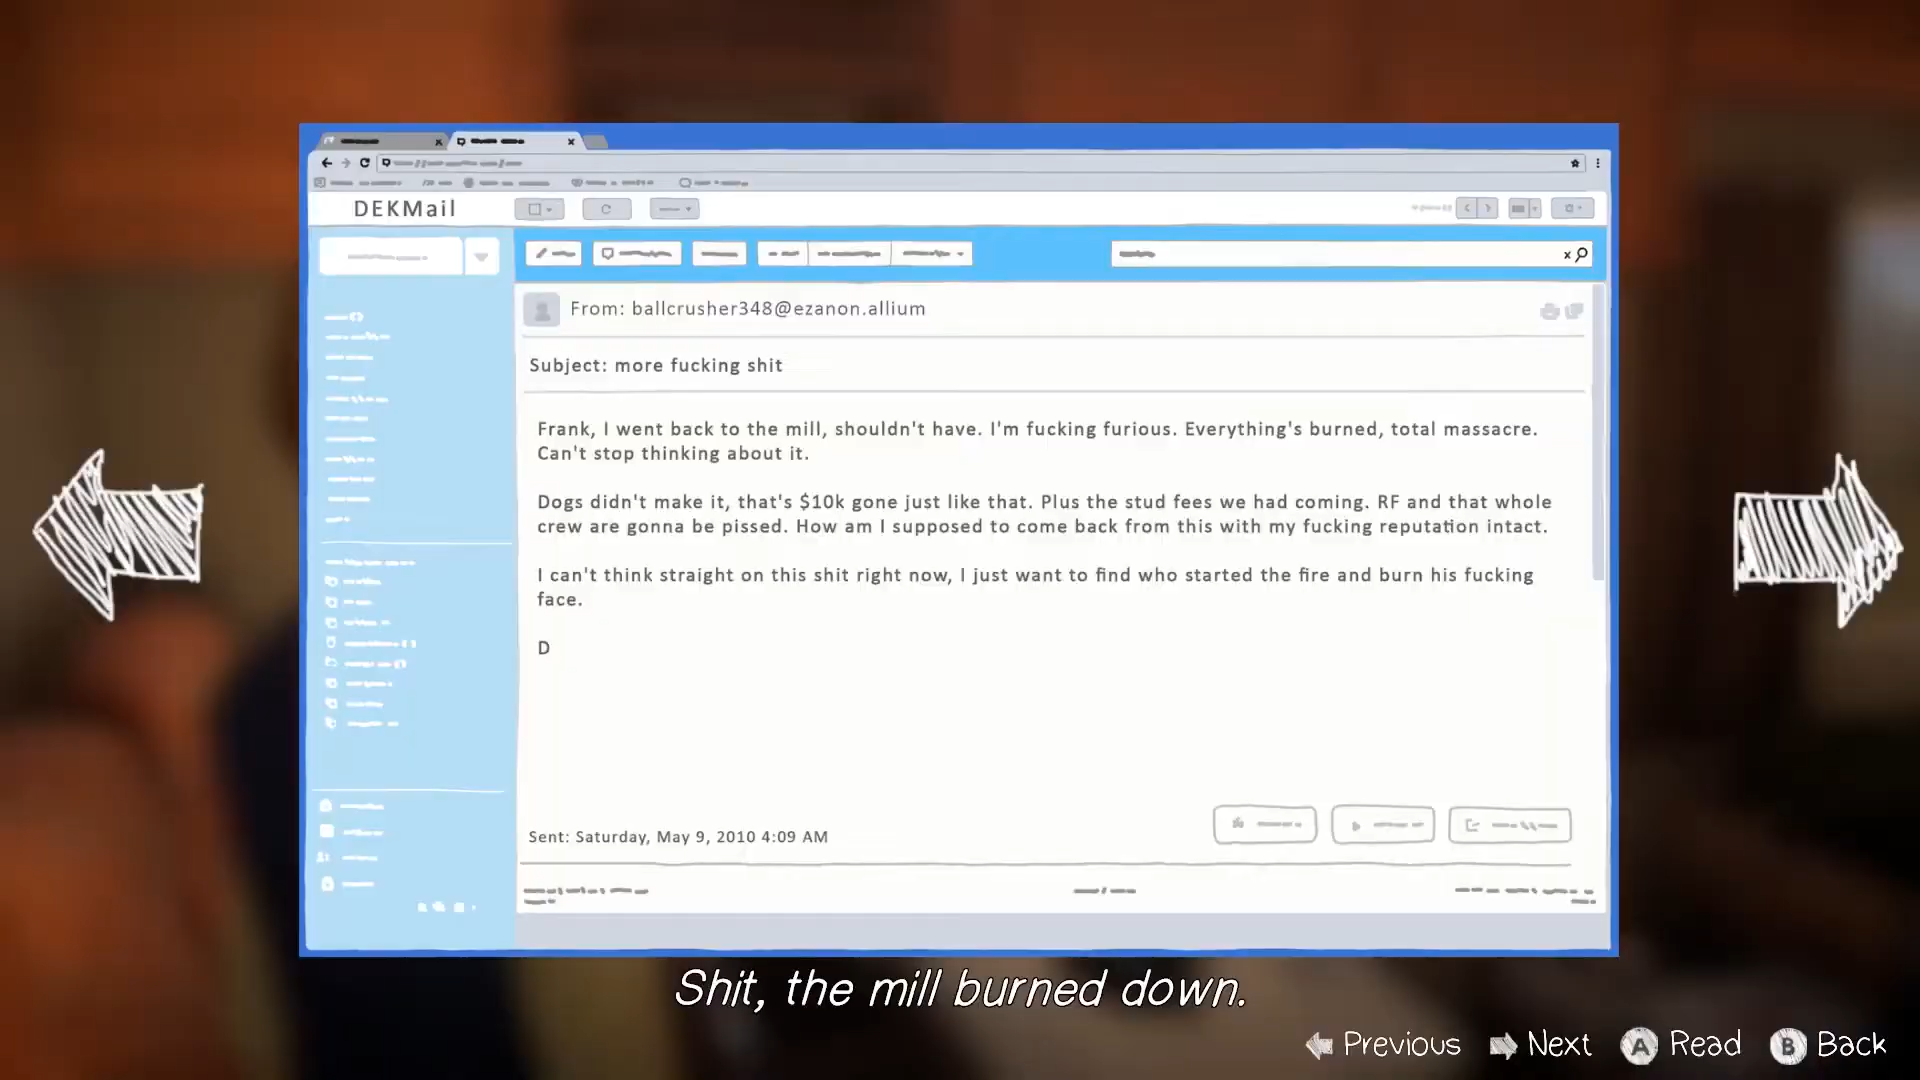 DEKMail
From: ballcrusher348@ezanon.allium
Subject: more fucking shit
Frank, I went back to the mill, shouldn't have. I'm fucking furious. Everything's burned, total massacre.
Can't stop thinking about it.
Dogs didn't make it, that's $10k gone just like that. Plus the stud fees we had coming. RF and that whole
crew are gonna be pissed. How am I supposed to come back from this with my fucking reputation intact.
I can't think straight on this shit right now, I just want to find who started the fire and burn his fucking
face.
D
Sent: Saturday, May 9, 2010 4:09 AM
Shit, the mill burned down.
Previous Next A Read B Back